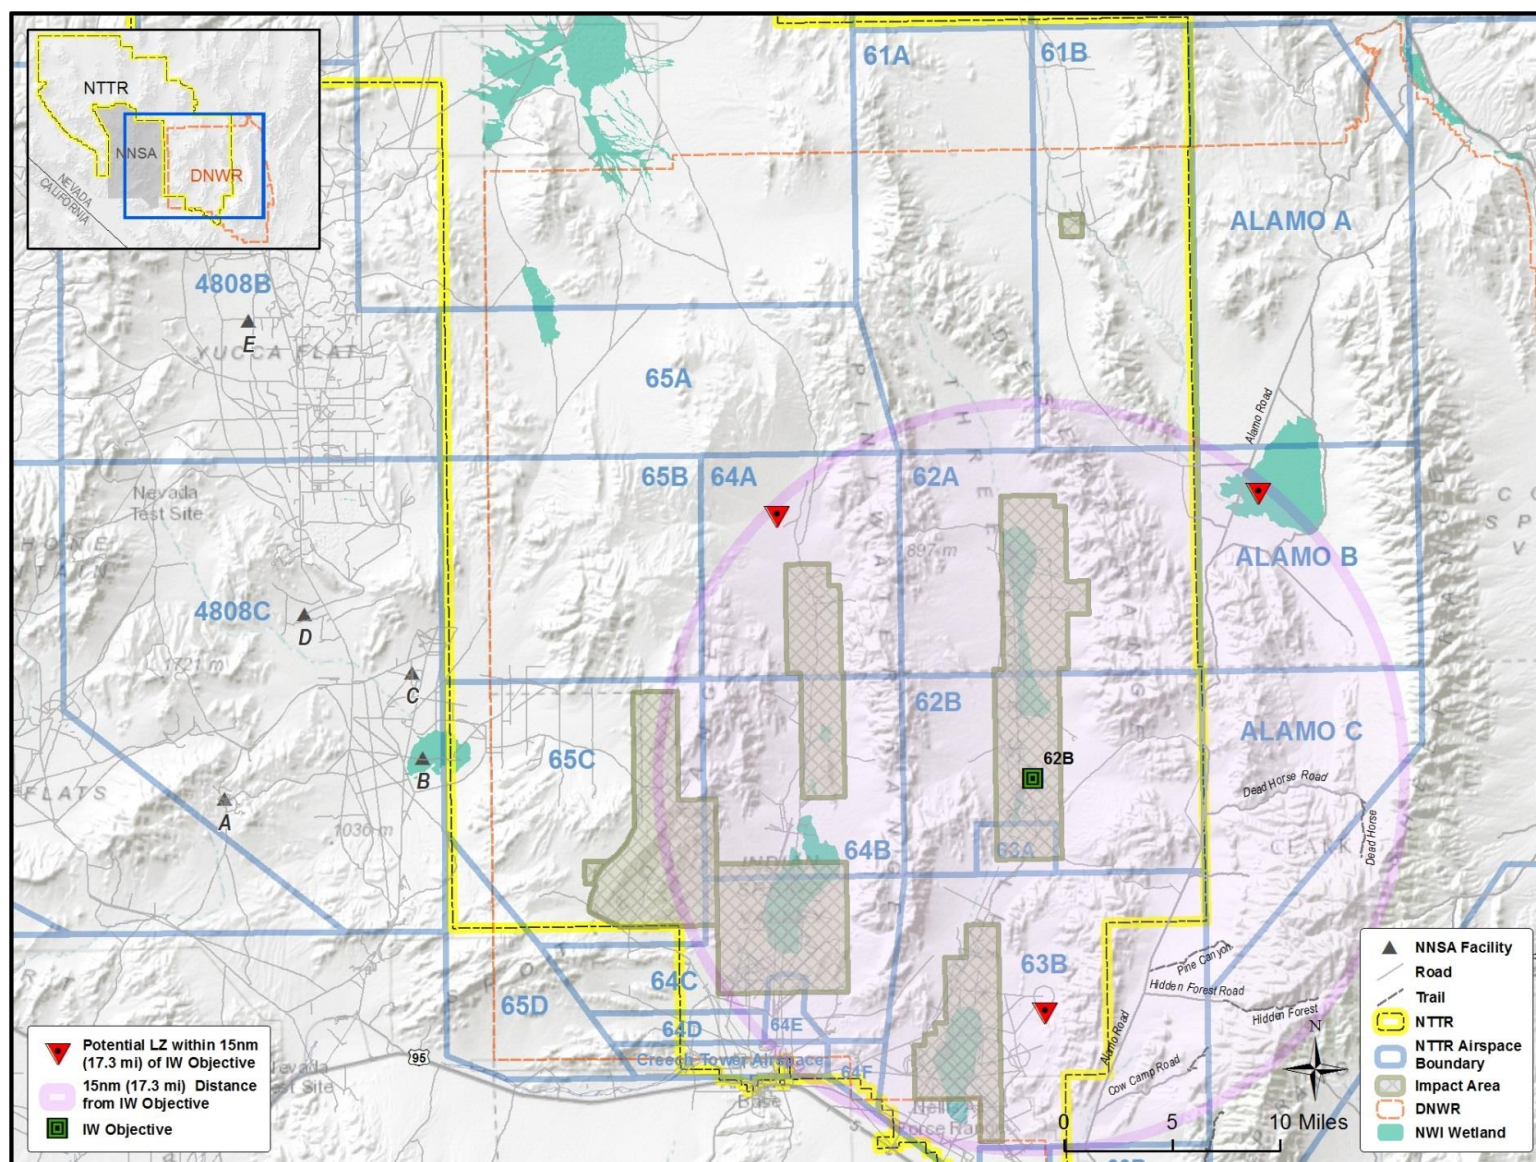 NTTR
NNSA
DNWR
NEVADA
CALIFORNIA
61A
61B
ALAMO A
4808B
E
YUCCA FLAT
65A
Alamo Road
65B
64A
62A
Nevada
Test Site
897 m
ALAMO B
4808C
D
1721 m
C
62B
ALAMO C
65C
62B
B
Dead Horse Road
Dead Horse
FLATS
A
1036 m
64B
63A
CLARK
63B
Pine Canyon
Hidden Forest Road
Hidden Forest
64C
65D
64D
64E
Creech Tower Airspace
64F
95
Base
Alamo Road
Cow Camp Road
N
0 5 10 Miles
Potential LZ within 15nm
(17.3 mi) of IW Objective
15nm (17.3 mi) Distance
from IW Objective
IW Objective
NNSA Facility
Road
Trail
NTTR
NTTR Airspace
Boundary
Impact Area
DNWR
NWI Wetland